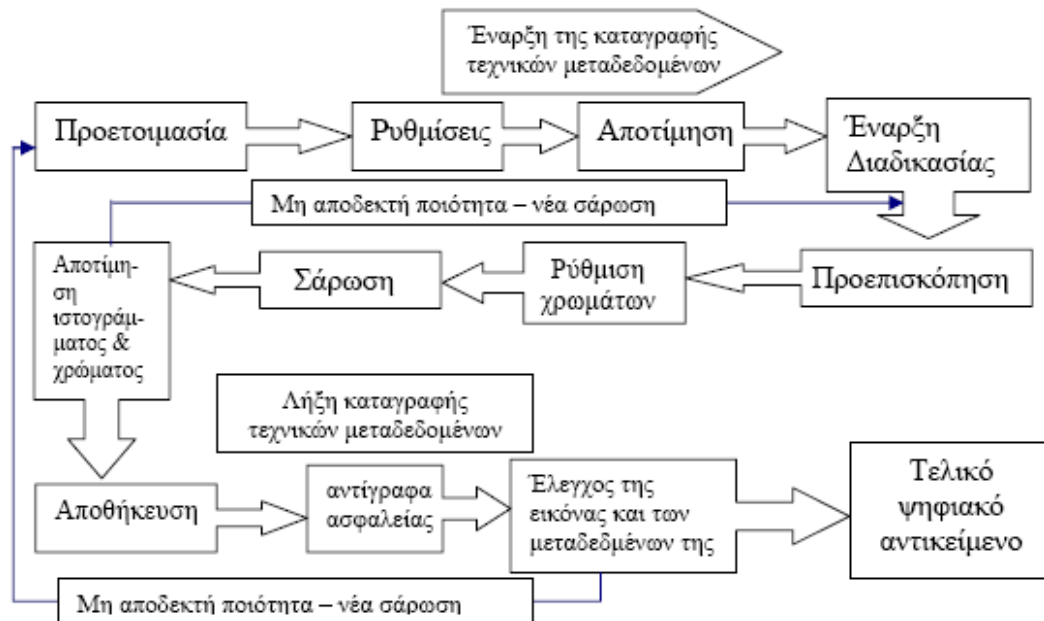 Έναρξη της καταγραφής
τεχνικών μεταδεδομένων
Προετοιμασία
Ρυθμίσεις
Αποτίμηση
Έναρξη
Διαδικασίας
Μη αποδεκτή ποιότητα – νέα σάρωση
Προεπισκόπηση
Ρύθμιση
χρωμάτων
Σάρωση
Αποτίμη-
ση
ιστογράμ-
ματος &
χρώματος
Λήξη καταγραφής
τεχνικών μεταδεδομένων
Αποθήκευση
αντίγραφα
ασφαλείας
Έλεγχος της
εικόνας και των
μεταδεδμένων της
Τελικό
ψηφιακό
αντικείμενο
Μη αποδεκτή ποιότητα – νέα σάρωση